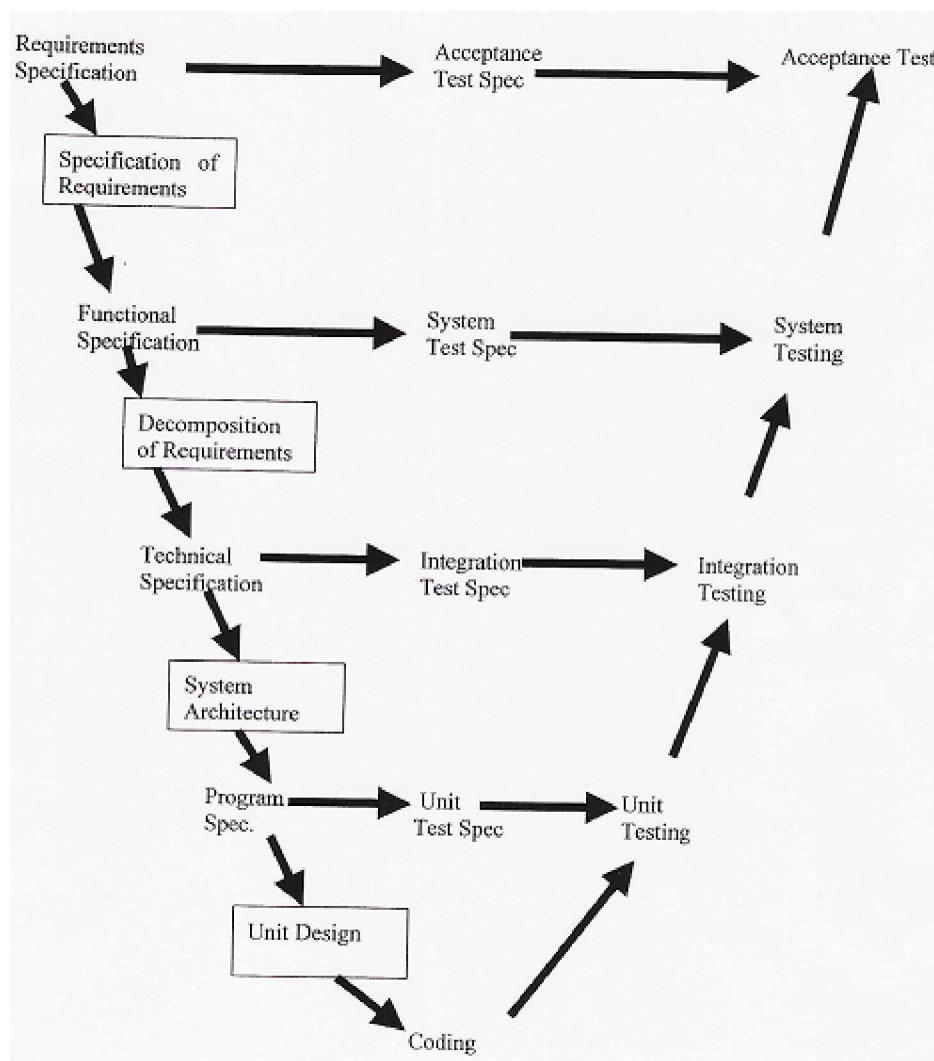 Requirements
Specification
Acceptance
Test Spec
Acceptance Test
Specification of
Requirements
Functional
Specification
System
Test Spec
System
Testing
Decomposition
of Requirements
Technical
Specification
Integration
Test Spec
Integration
Testing
System
Architecture
Program
Spec.
Unit
Test Spec
Unit
Testing
Unit Design
Coding